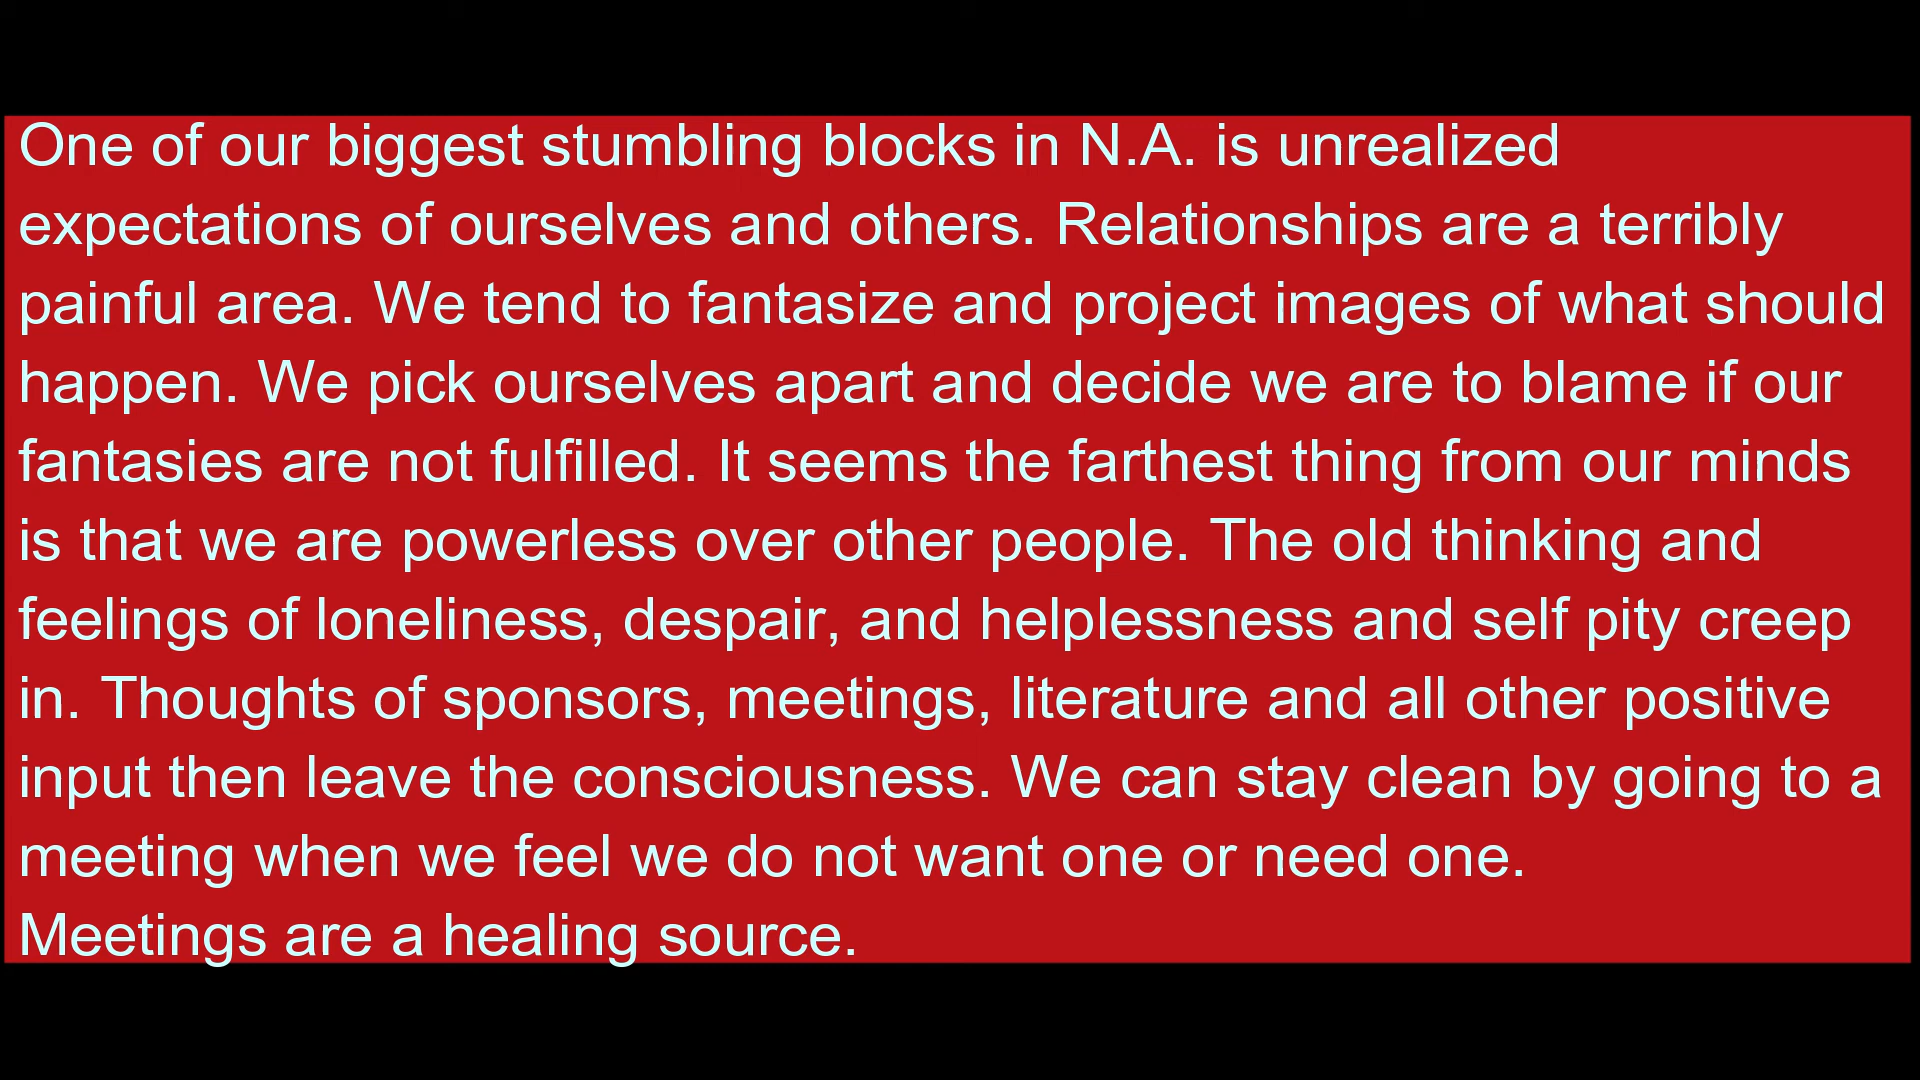 One of our biggest stumbling blocks in N.A. is unrealized
expectations of ourselves and others. Relationships are a terribly
painful area. We tend to fantasize and project images of what should
happen. We pick ourselves apart and decide we are to blame if our
fantasies are not fulfilled. It seems the farthest thing from our minds
is that we are powerless over other people. The old thinking and
feelings of loneliness, despair, and helplessness and self pity creep
in. Thoughts of sponsors, meetings, literature and all other positive
input then leave the consciousness. We can stay clean by going to a
meeting when we feel we do not want one or need one.
Meetings are a healing source.